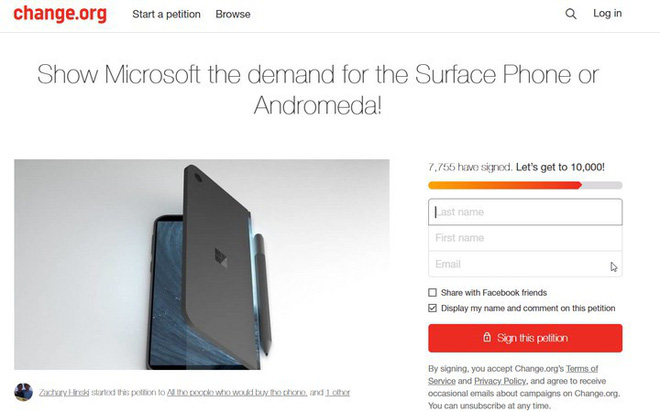 change.org
Start a petition
Browse
Log in
Show Microsoft the demand for the Surface Phone or
Andromeda!
7,755 have signed. Let's get to 10,000!
Last name
First name
Email
Share with Facebook friends
Display my name and comment on this petition
Sign this petition
By signing, you accept Change.org's Terms of
Service and Privacy Policy, and agree to receive
occasional emails about campaigns on Change.org.
You can unsubscribe at any time.
Zachary Hinski started this petition to All the people who would buy the phone. and 1 other